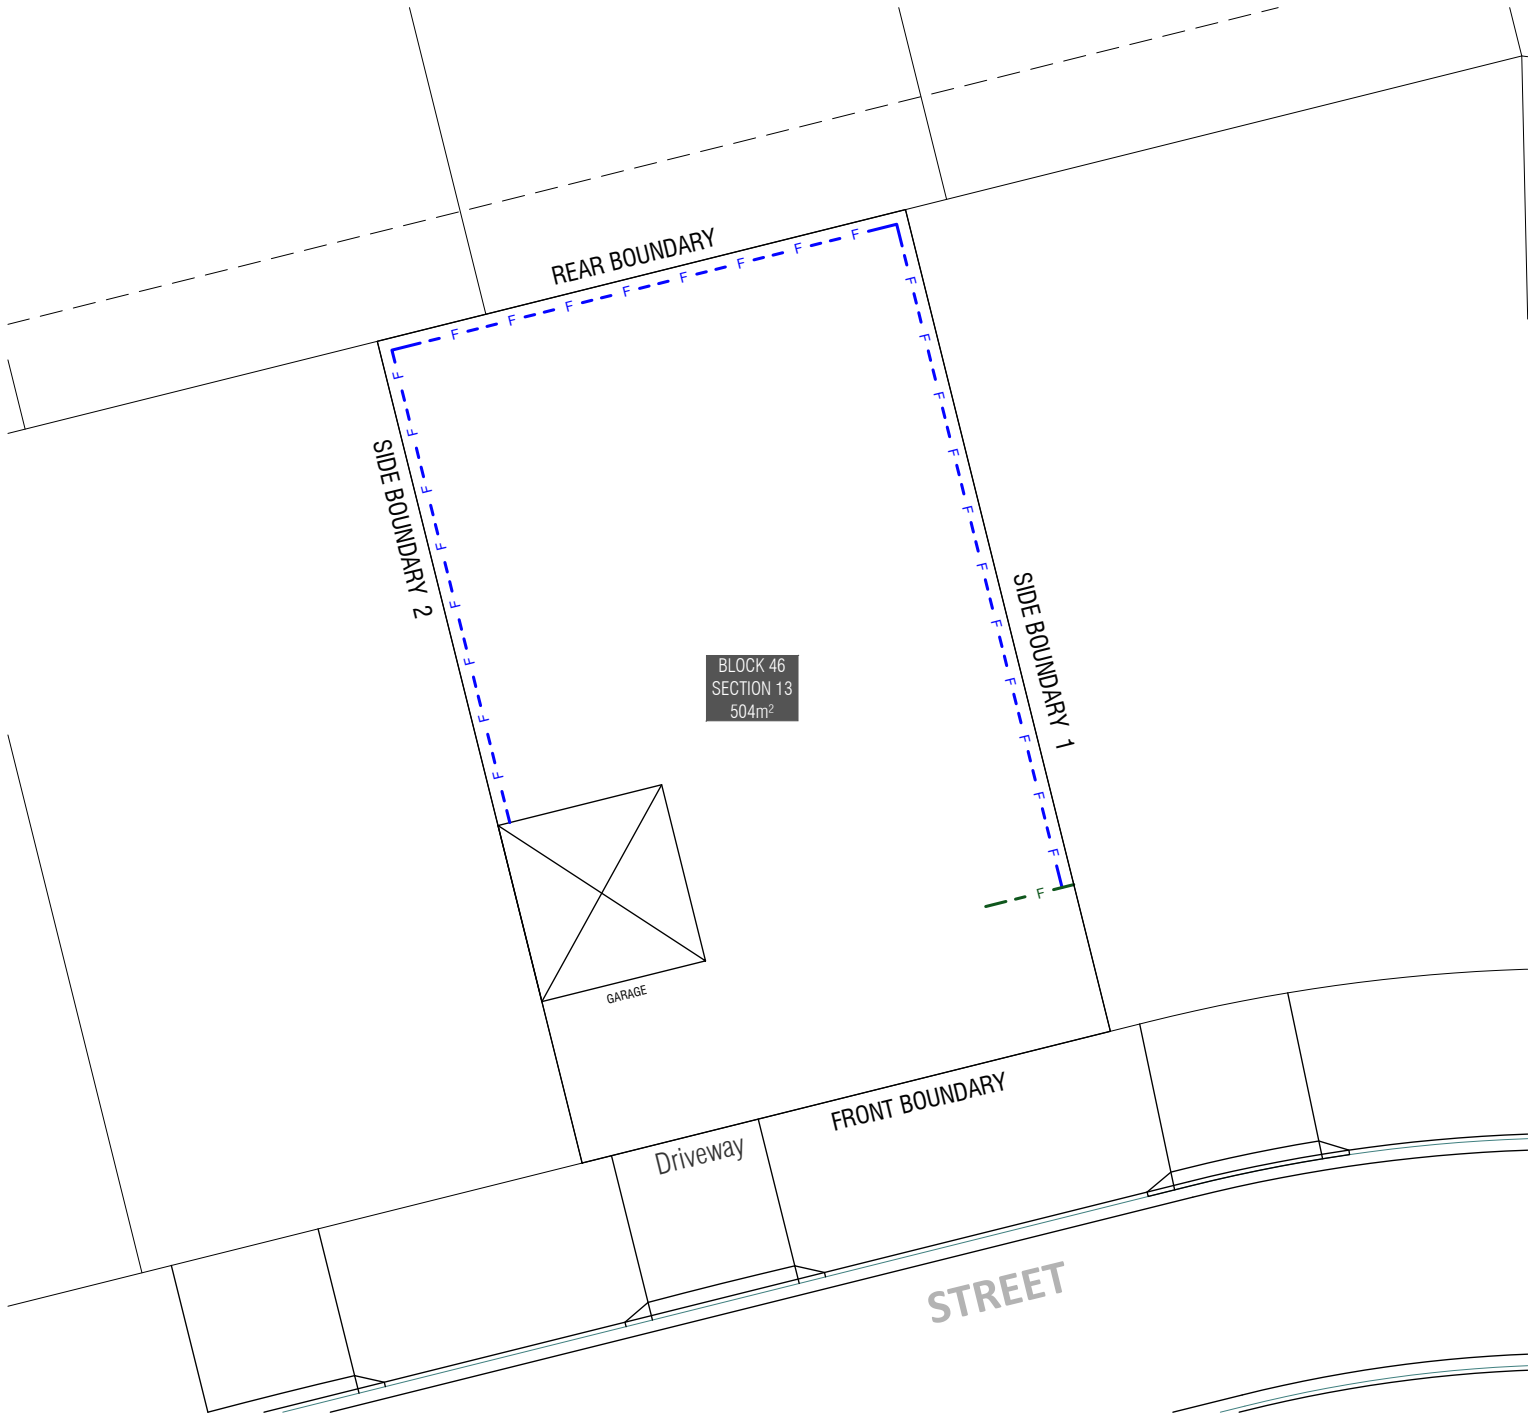 REAR BOUNDARY
F F F F F F F F
F F F F F F F F
F F F F F F F F F F F
SIDE BOUNDARY 2
SIDE BOUNDARY 1
BLOCK 46
SECTION 13
504m²
F
GARAGE
FRONT BOUNDARY
Driveway
STREET